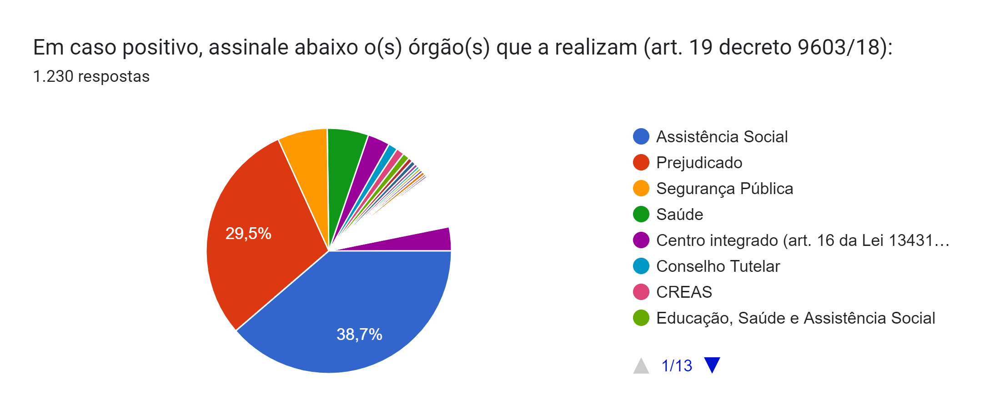 Em caso positivo, assinale abaixo o(s) órgão(s) que a realizam (art. 19 decreto 9603/18):
1.230 respostas
29,5%
38,7%
Assistência Social
Prejudicado
Segurança Pública
Saúde
Centro integrado (art. 16 da Lei 13431…
Conselho Tutelar
CREAS
Educação, Saúde e Assistência Social
1/13